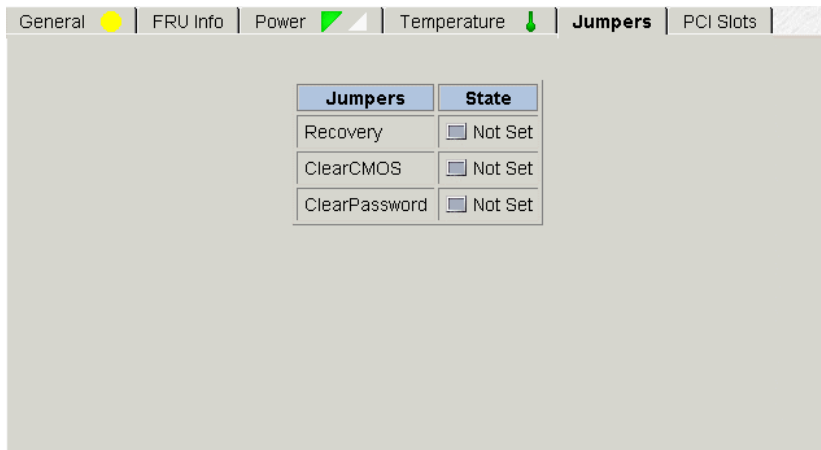 General FRU Info Power Temperature Jumpers PCI Slots
Jumpers State
Recovery Not Set
ClearCMOS Not Set
ClearPassword Not Set